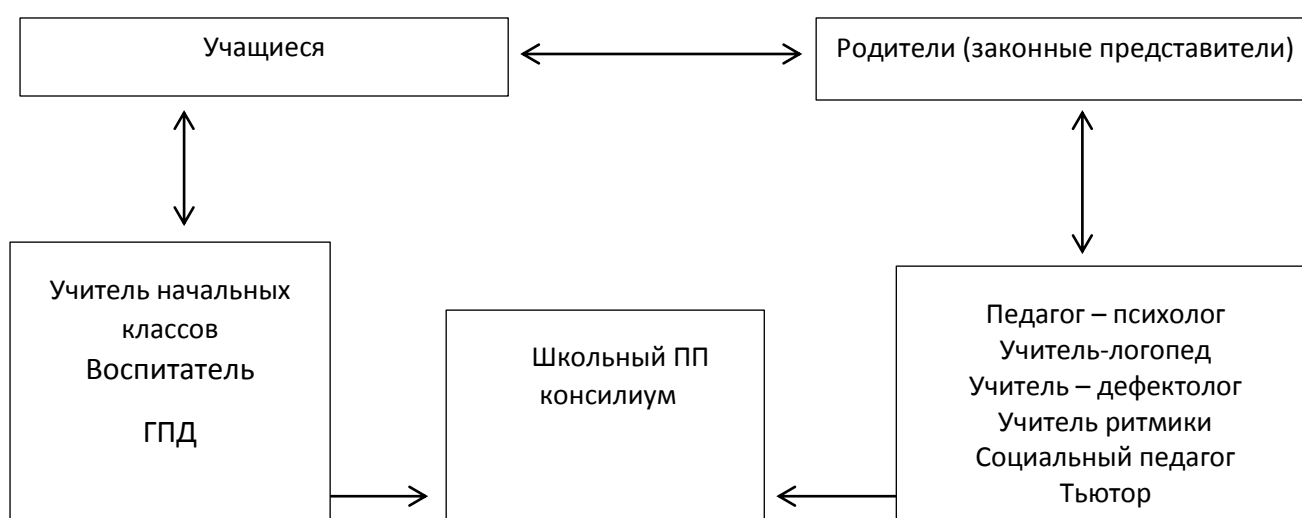 Учащиеся
Родители (законные представители)
Учитель начальных
классов
Воспитатель
ГПД
Школьный ПП
консилиум
Педагог – психолог
Учитель-логопед
Учитель – дефектолог
Учитель ритмики
Социальный педагог
Тьютор